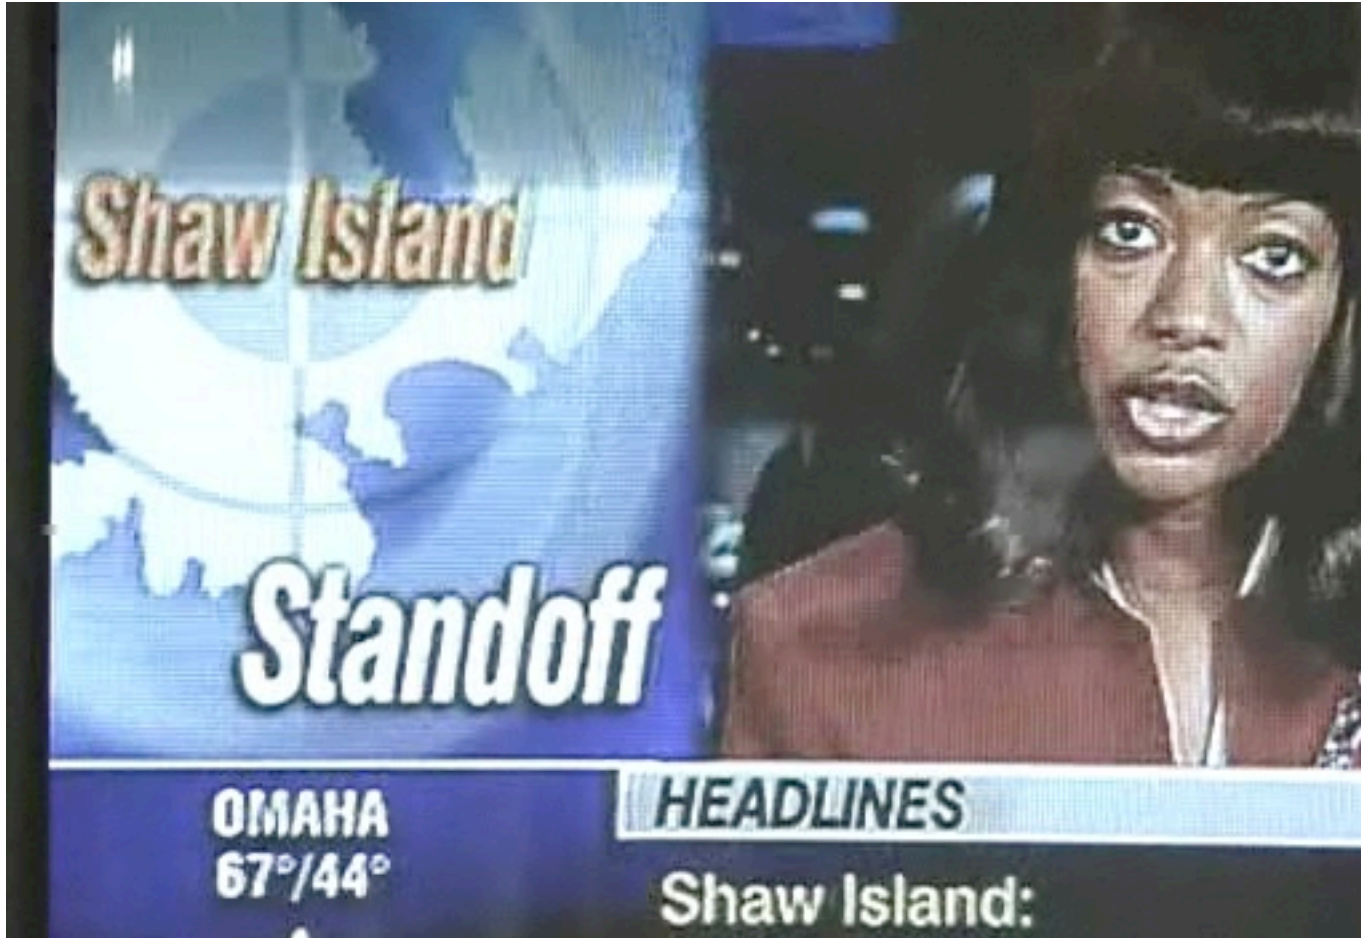 Shaw Island
Standoff
OMAHA
67°/44°
HEADLINES
Shaw Island: